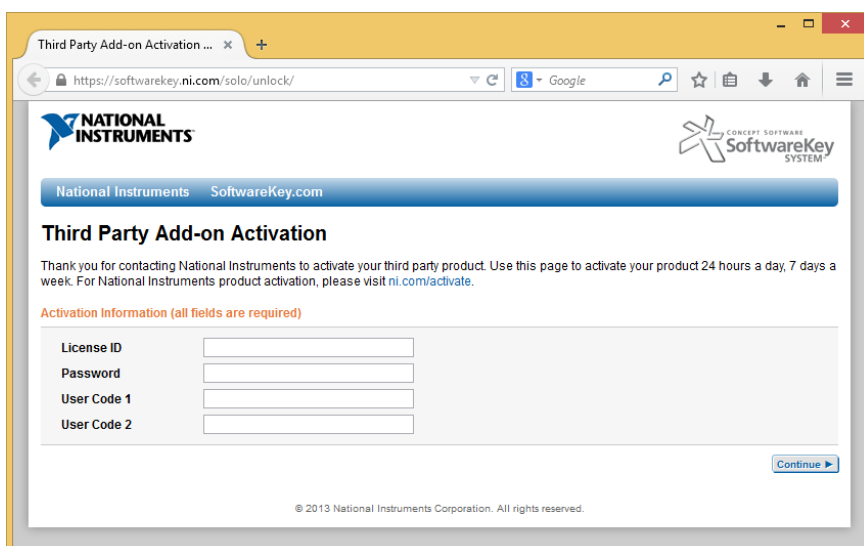 Third Party Add-on Activation ...
https://softwarekey.ni.com/solo/unlock/
Google
NATIONAL
INSTRUMENTS
CONCEPT SOFTWARE
SoftwareKey
SYSTEM
National Instruments SoftwareKey.com
Third Party Add-on Activation
Thank you for contacting National Instruments to activate your third party product. Use this page to activate your product 24 hours a day, 7 days a
week. For National Instruments product activation, please visit ni.com/activate.
Activation Information (all fields are required)
License ID
Password
User Code 1
User Code 2
Continue
© 2013 National Instruments Corporation. All rights reserved.